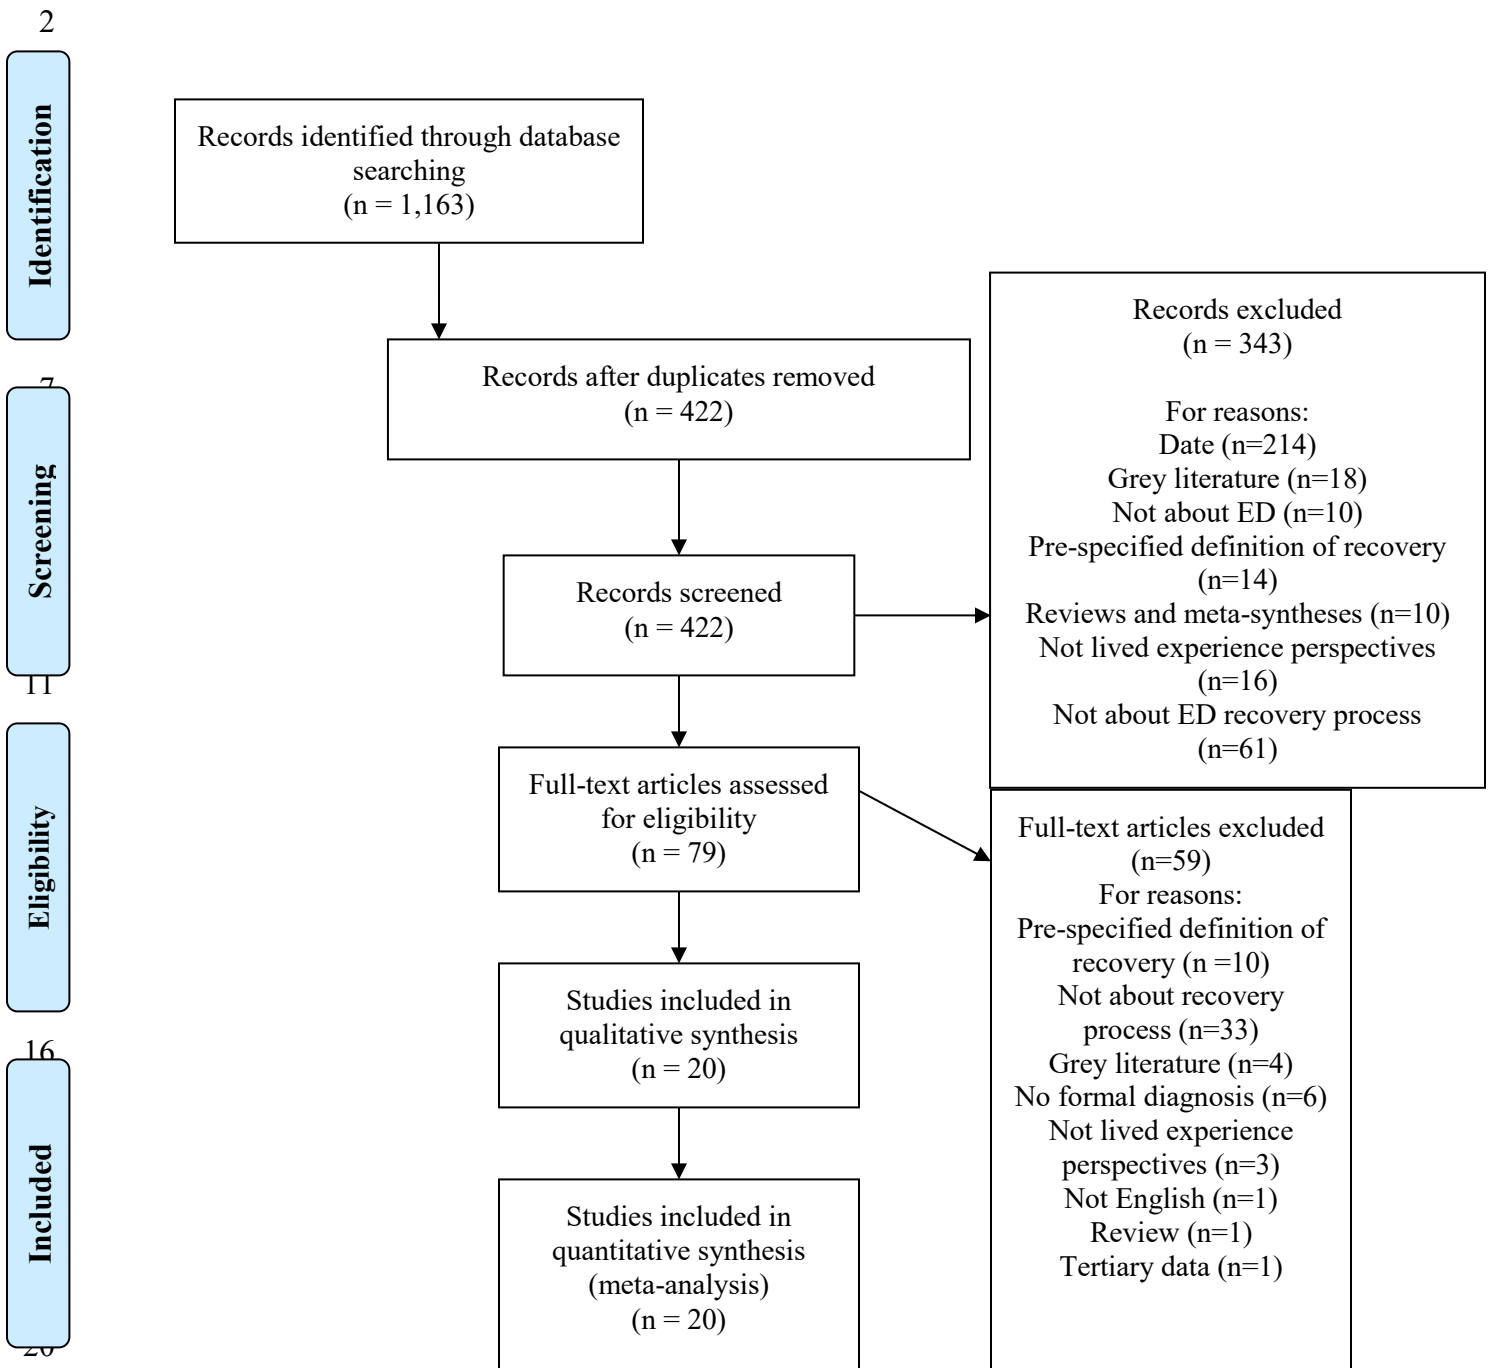 2
Identification
Records identified through database
searching
(n = 1,163)
Records after duplicates removed
(n = 422)
Records excluded
(n = 343)
For reasons:
Date (n=214)
Grey literature (n=18)
Not about ED (n=10)
Pre-specified definition of recovery
(n=14)
Reviews and meta-syntheses (n=10)
Not lived experience perspectives
(n=16)
Not about ED recovery process
(n=61)
7
Screening
Records screened
(n = 422)
11
Eligibility
Full-text articles assessed
for eligibility
(n = 79)
Full-text articles excluded
(n=59)
For reasons:
Pre-specified definition of
recovery (n =10)
Not about recovery
process (n=33)
Grey literature (n=4)
No formal diagnosis (n=6)
Not lived experience
perspectives (n=3)
Not English (n=1)
Review (n=1)
Tertiary data (n=1)
Studies included in
qualitative synthesis
(n = 20)
16
Included
Studies included in
quantitative synthesis
(meta-analysis)
(n = 20)